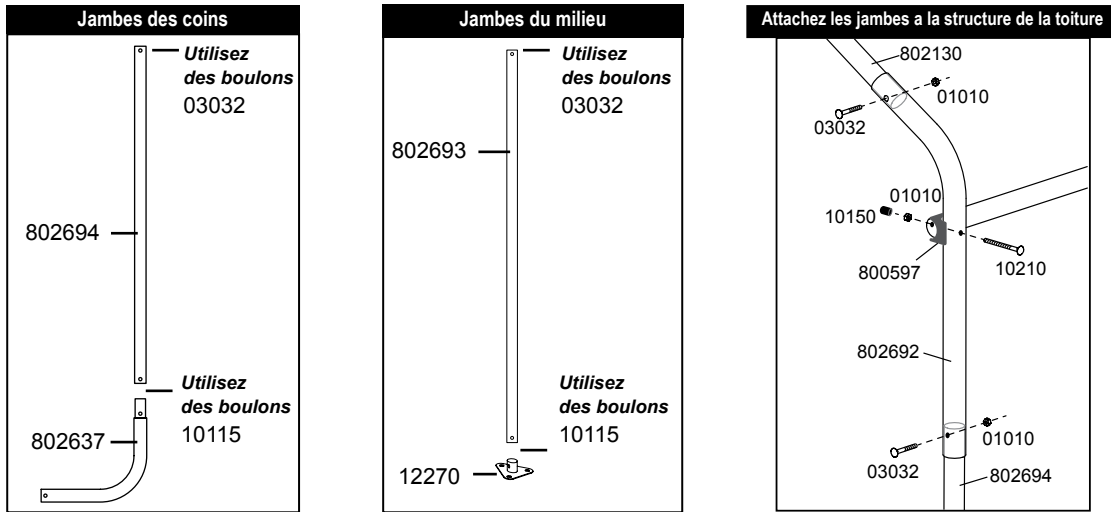 Jambes des coins
Utilisez
des boulons
03032
802694
Utilisez
des boulons
10115
802637
Jambes du milieu
Utilisez
des boulons
03032
802693
Utilisez
des boulons
10115
12270
Attachez les jambes a la structure de la toiture
802130
01010
03032
01010
10150
800597
10210
802692
01010
03032
802694